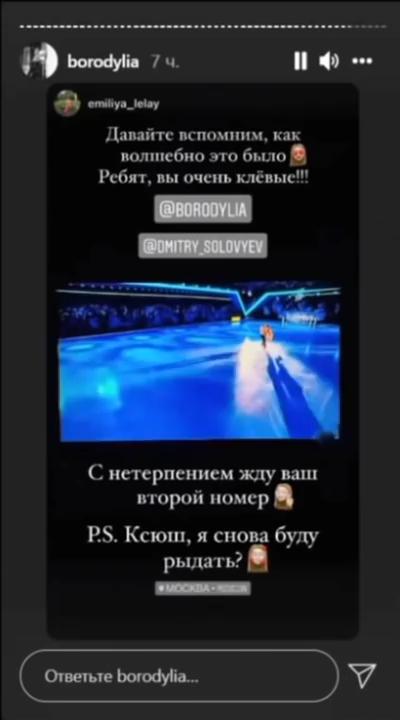 borodylia 7 ч.
emiliya_lelay
Давайте вспомним, как
волшебно это было
Ребят, вы очень клёвые!!!
@BORODYLIA
@DMITRY_SOLOVYEV
С нетерпением жду ваш
второй номер
P.S. Ксюш, я снова буду
рыдать?
МОСКВА • MOSCOW
Ответьте borodylia...